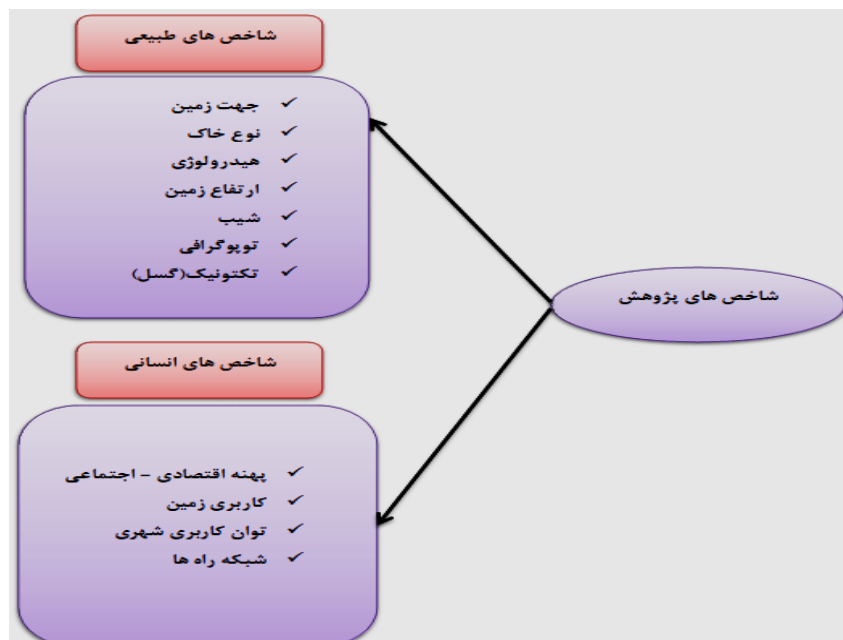 شاخص های طبیعی
جهت زمین
نوع خاک
هیدرولوژی
ارتفاع زمین
شیب
توپوگرافی
تکتونیک(گسل)
شاخص های پژوهش
شاخص های انسانی
پهنه اقتصادی - اجتماعی
کاربری زمین
توان کاربری شهری
شبکه راه ها